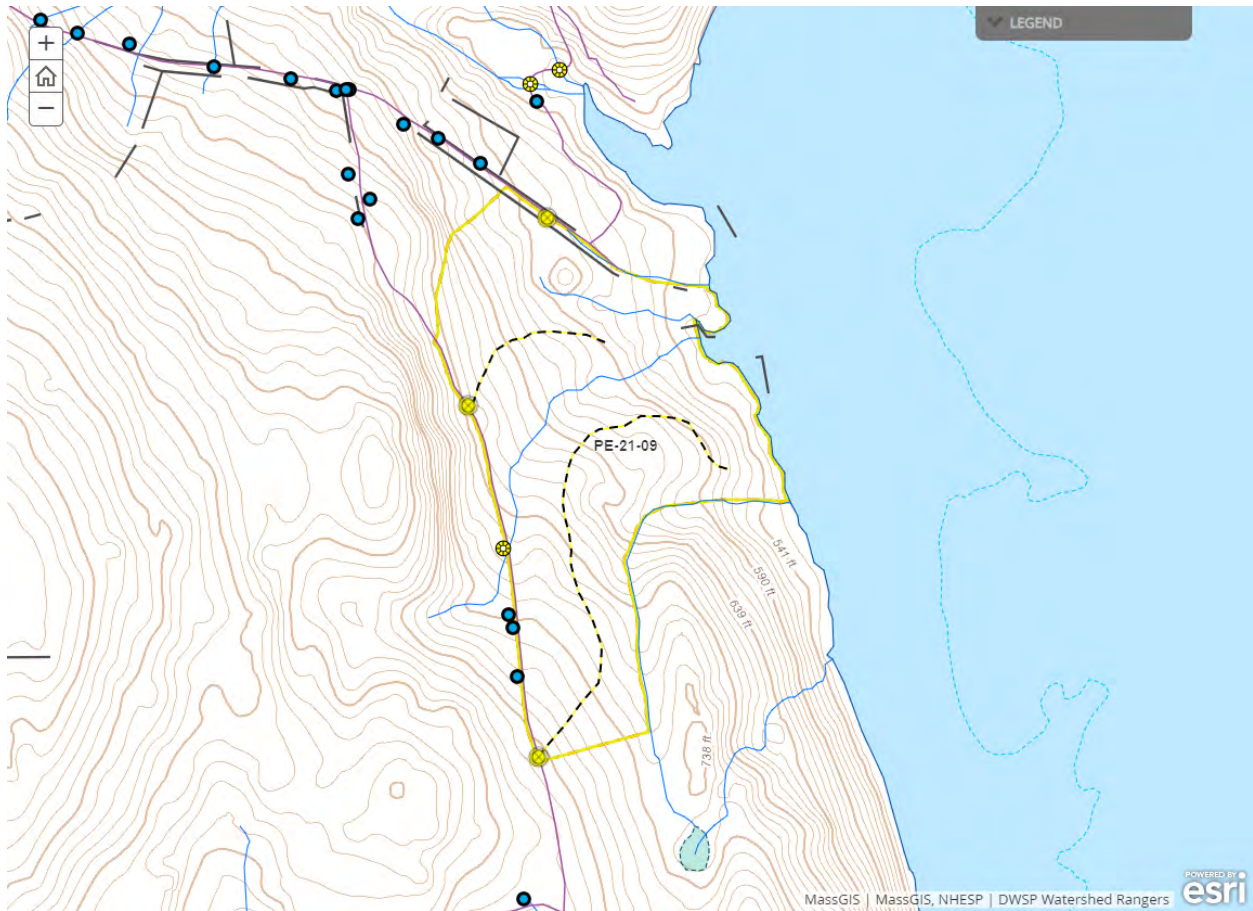 +
LEGEND
−
PE-21-09
541 ft
590 ft
639 ft
738 ft
MassGIS | MassGIS, NHESP | DWSP Watershed Rangers
POWERED BY
esri